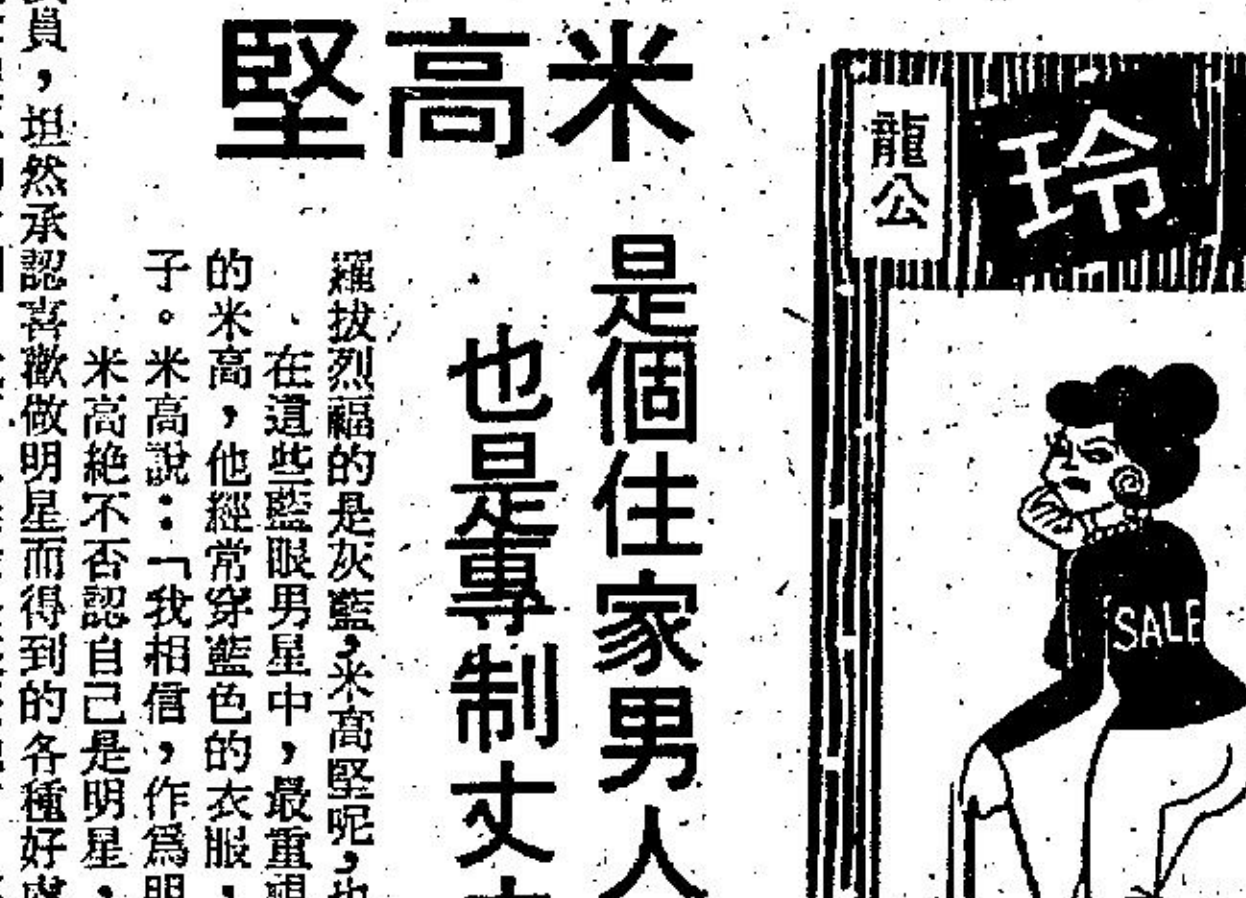 玲
龍公
SALE
米高堅
是個住家男人
也是專制丈
羅拔烈福的是灰藍，米高堅呢，也
在這些藍眼男星中，最重視
的米高，他經常穿藍色的衣服，
子。米高說：「我相信，作爲明
米高絶不否認自己是明星，
員，坦然承認喜歡做明星而得到的各種好處